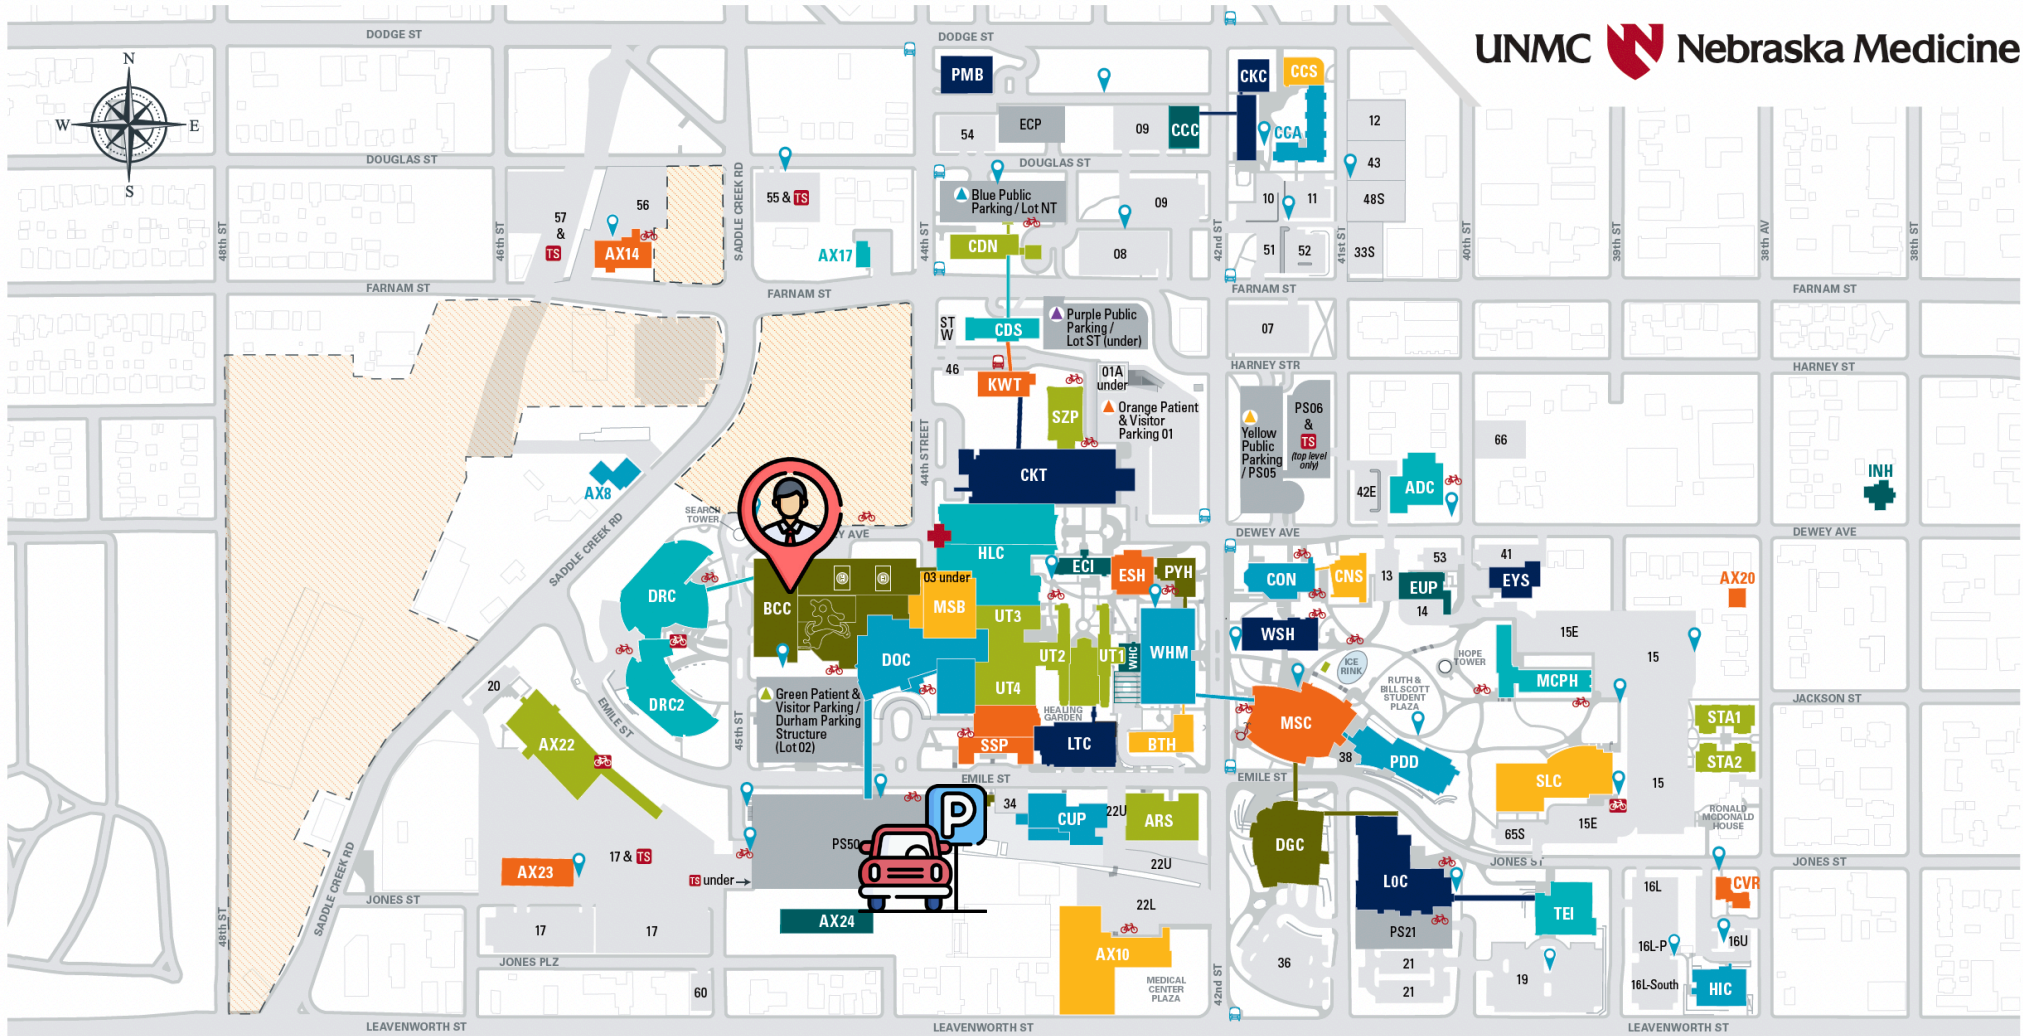 DODGE ST
DODGE ST
UNMC Nebraska Medicine
N
W
E
S
PMB
CKC
CCS
54
ECP
09
CCC
CCA
12
43
DOUGLAS ST
DOUGLAS ST
48th ST
46th ST
SADDLE CREEK RD
44th ST
42nd ST
41st ST
40th ST
39th ST
38th AV
38th ST
57
&
TS
56
AX14
55 & TS
AX17
Blue Public
Parking / Lot NT
09
10
11
48S
CDN
08
51
52
33S
FARNAM ST
FARNAM ST
FARNAM ST
FARNAM ST
ST
W
CDS
Purple Public
Parking /
Lot ST (under)
07
HARNEY STR
HARNEY ST
46
KWT
01A
under
SZP
Orange Patient
& Visitor
Parking 01
Yellow
Public
Parking
/ PS05
PS06
&
TS
(top level
only)
66
44th STREET
CKT
AX8
42E
ADC
INH
SEARCH
TOWER
EY AVE
DEWEY AVE
DEWEY AVE
SADDLE CREEK RD
HLC
ECI
ESH
PYH
CON
CNS
13
53
41
EUP
EYS
14
AX20
DRC
BCC
03 under
MSB
UT3
DOC
UT2
UT1
WHC
WHM
UT4
WSH
ICE
RINK
HOPE
TOWER
15E
15
MCPH
RUTH &
BILL SCOTT
STUDENT
PLAZA
JACKSON ST
20
DRC2
EMILE ST
45th ST
Green Patient &
Visitor Parking /
Durham Parking
Structure
(Lot 02)
HEALING
GARDEN
SSP
LTC
BTH
MSC
38
PDD
STA1
STA2
AX22
EMILE ST
EMILE ST
SLC
15
34
CUP
22U
ARS
15E
65S
RONALD
MCDONALD
HOUSE
P
PS50
17 & TS
TS under
AX23
22U
DGC
LOC
JONES ST
JONES ST
JONES ST
SADDLE CREEK RD
48th ST
AX24
22L
TEI
16L
CVR
17
17
PS21
16U
16L-P
JONES PLZ
AX10
36
21
21
19
60
MEDICAL
CENTER
PLAZA
42nd ST
16L-South
HIC
LEAVENWORTH ST
LEAVENWORTH ST
LEAVENWORTH ST